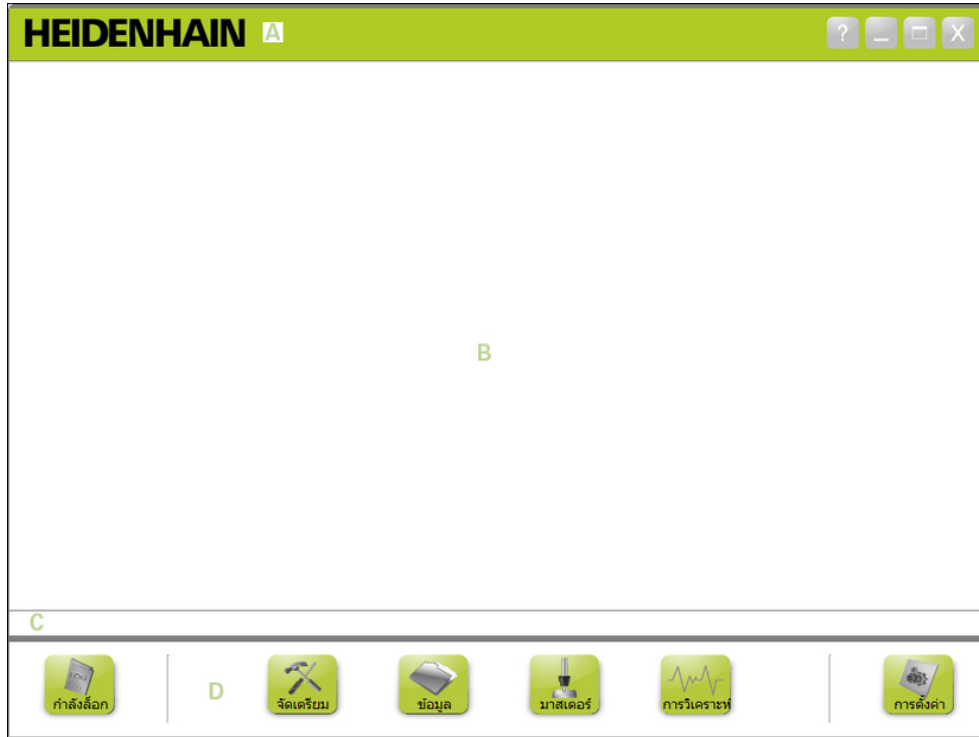 HEIDENHAIN A ? _ X
B
C
D
LOG
กำลังล็อก จัดเตรียม ข้อมูล มาสเตอร์ การวิเคราะห์ การตั้งค่า